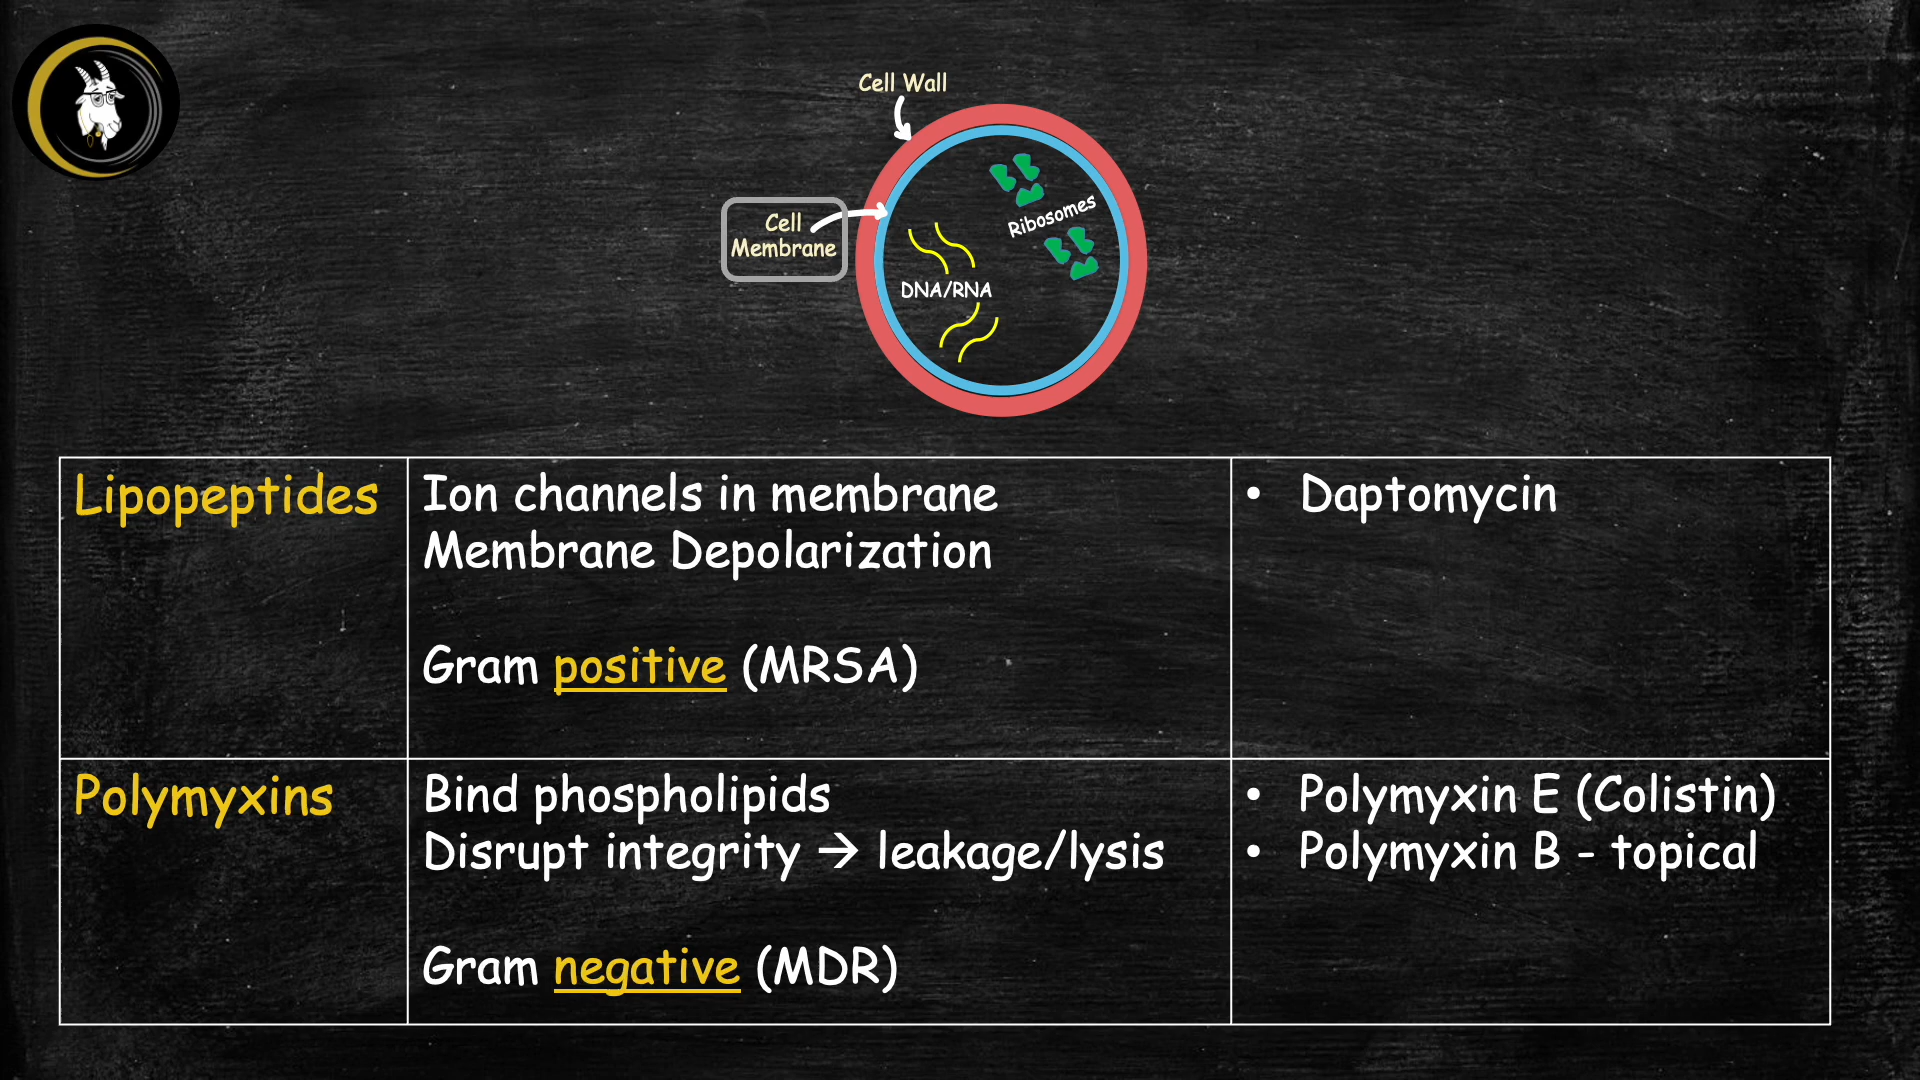 Cell Wall
Cell
Membrane
Ribosomes
DNA/RNA
Lipopeptides
Ion channels in membrane
Membrane Depolarization
Gram positive (MRSA)
• Daptomycin
Polymyxins
Bind phospholipids
Disrupt integrity → leakage/lysis
Gram negative (MDR)
• Polymyxin E (Colistin)
• Polymyxin B - topical